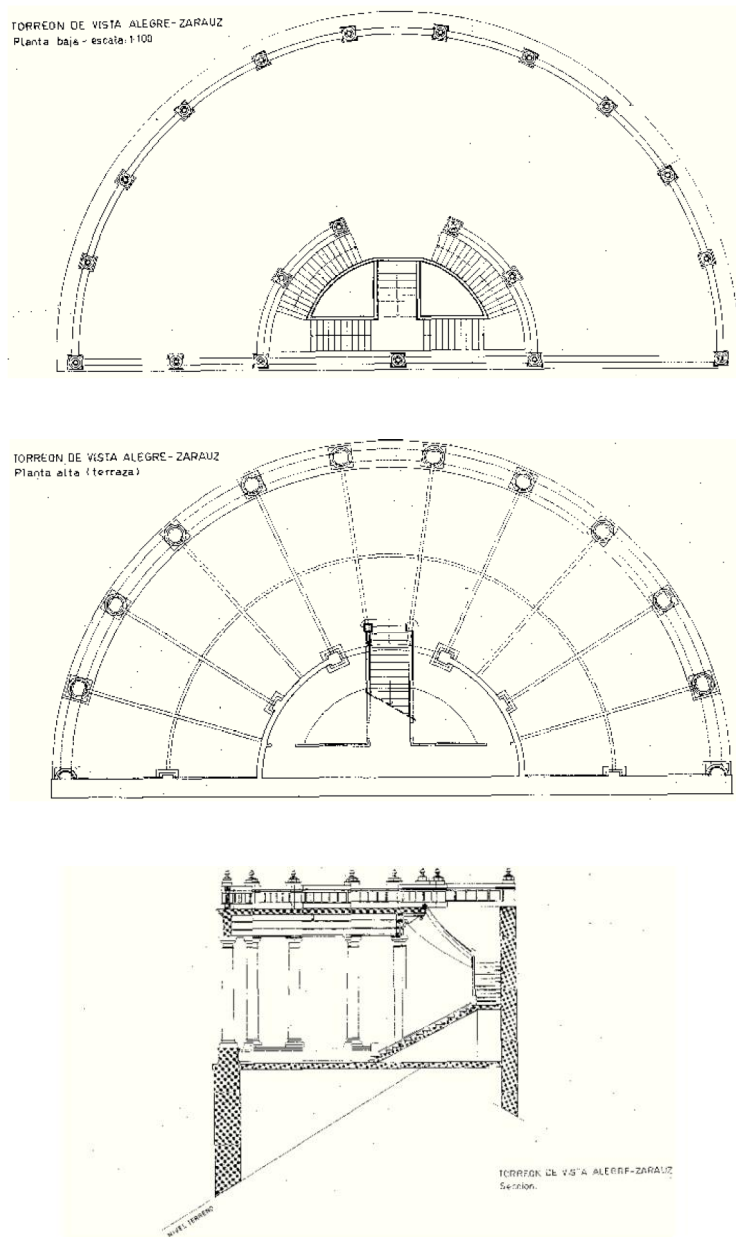 TORREON DE VISTA ALEGRE-ZARAUZ
Planta baja - escala: 1·100
TORREON DE VISTA ALEGRE-ZARAUZ
Planta alta (terraza)
TORREON DE VISTA ALEGRE-ZARAUZ
Sección.
NIVEL TERRENO